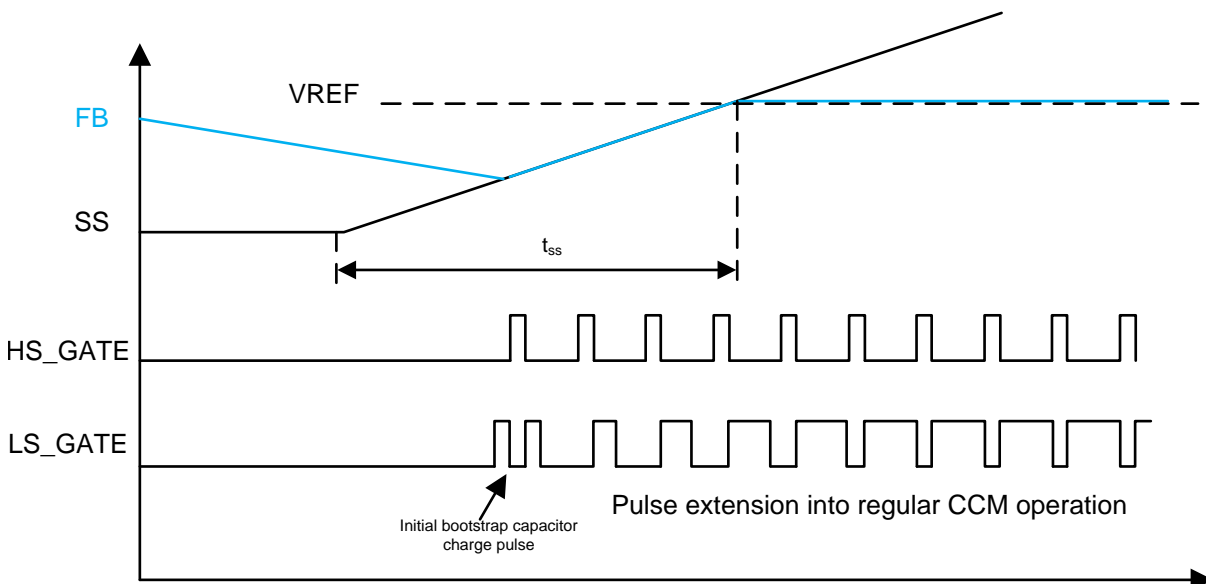 VREF
FB
SS
tss
HS_GATE
LS_GATE
Initial bootstrap capacitor
charge pulse
Pulse extension into regular CCM operation